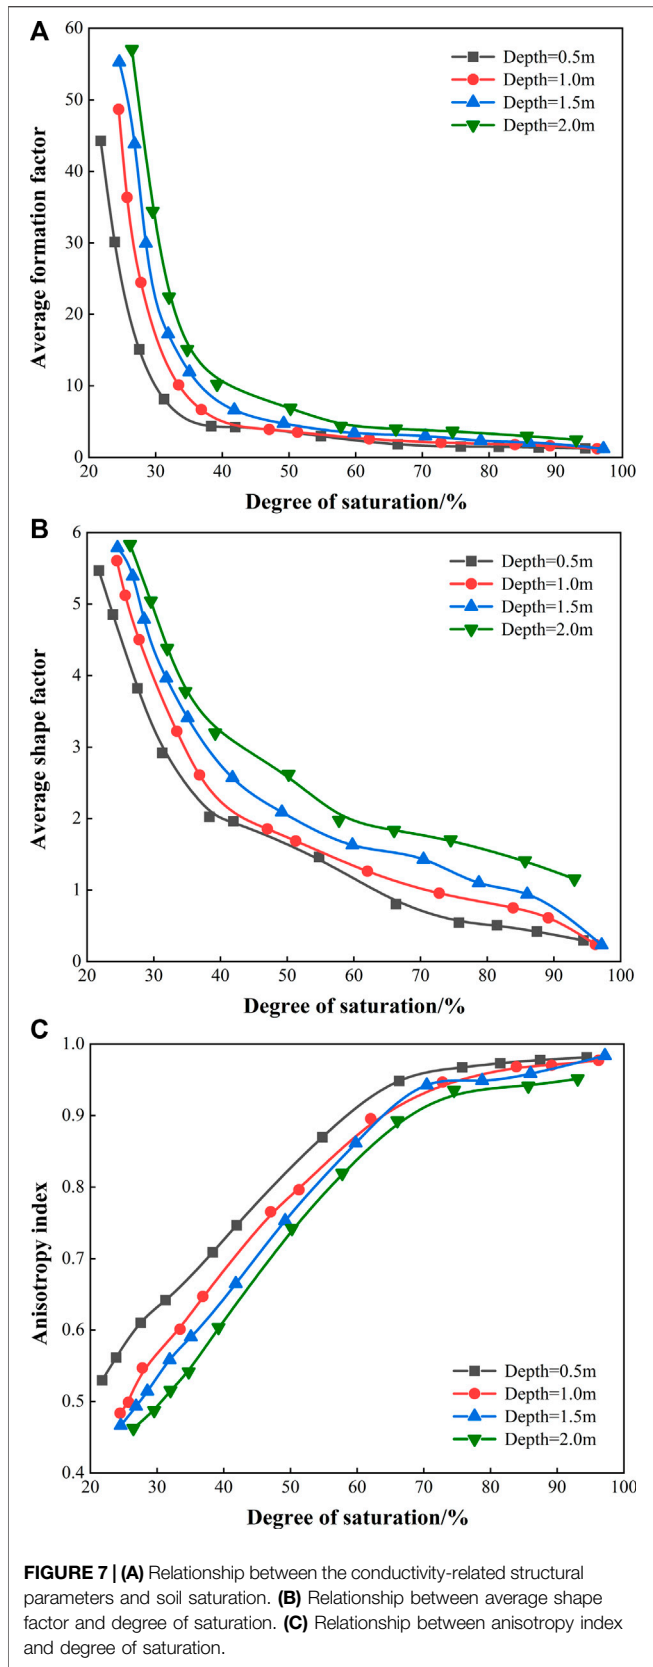 A
60
50
40
30
20
10
0
Average formation factor
Depth=0.5m
Depth=1.0m
Depth=1.5m
Depth=2.0m
20 30 40 50 60 70 80 90 100
Degree of saturation/%
B
6
5
4
3
2
1
0
Average shape factor
Depth=0.5m
Depth=1.0m
Depth=1.5m
Depth=2.0m
20 30 40 50 60 70 80 90 100
Degree of saturation/%
C
1.0
0.9
0.8
0.7
0.6
0.5
0.4
Anisotropy index
Depth=0.5m
Depth=1.0m
Depth=1.5m
Depth=2.0m
20 30 40 50 60 70 80 90 100
Degree of saturation/%
FIGURE 7 | (A) Relationship between the conductivity-related structural
parameters and soil saturation. (B) Relationship between average shape
factor and degree of saturation. (C) Relationship between anisotropy index
and degree of saturation.